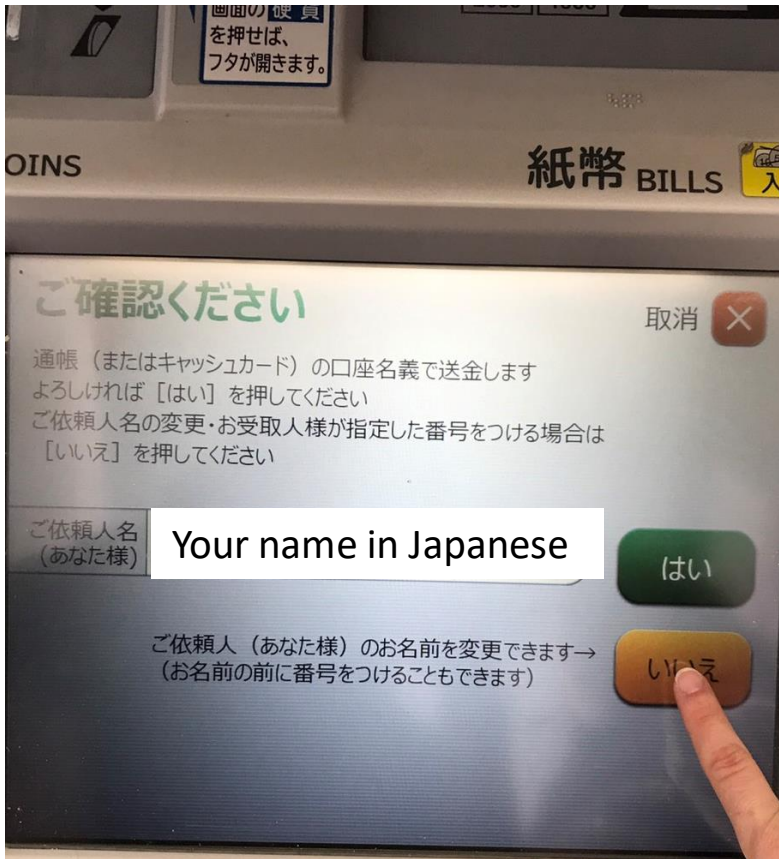 画面の硬貨
を押せば、
フタが開きます。
OINS
紙幣 BILLS
入
ご確認ください
取消
通帳（またはキャッシュカード）の口座名義で送金します
よろしければ［はい］を押してください
ご依頼人名の変更・お受取人様が指定した番号をつける場合は
［いいえ］を押してください
ご依頼人名
（あなた様）
Your name in Japanese
はい
ご依頼人（あなた様）のお名前を変更できます→
（お名前の前に番号をつけることもできます）
いいえ